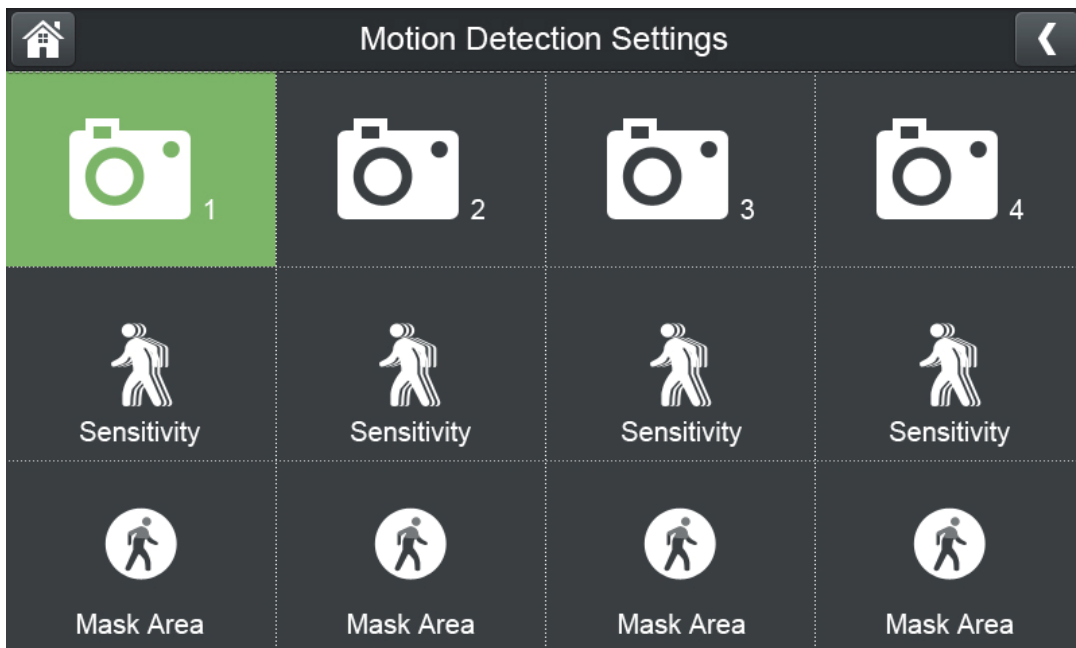 Motion Detection Settings
1 2 3 4
Sensitivity Sensitivity Sensitivity Sensitivity
Mask Area Mask Area Mask Area Mask Area